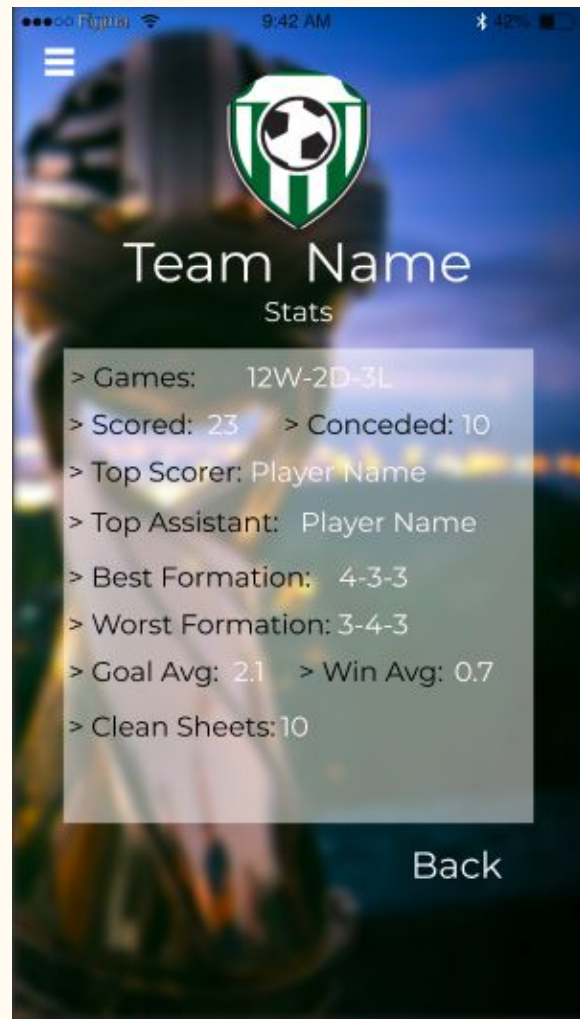 Figma 9:42 AM 42%
Team Name
Stats
> Games: 12W-2D-3L
> Scored: 23 > Conceded: 10
> Top Scorer: Player Name
> Top Assistant: Player Name
> Best Formation: 4-3-3
> Worst Formation: 3-4-3
> Goal Avg: 2.1 > Win Avg: 0.7
> Clean Sheets: 10
Back